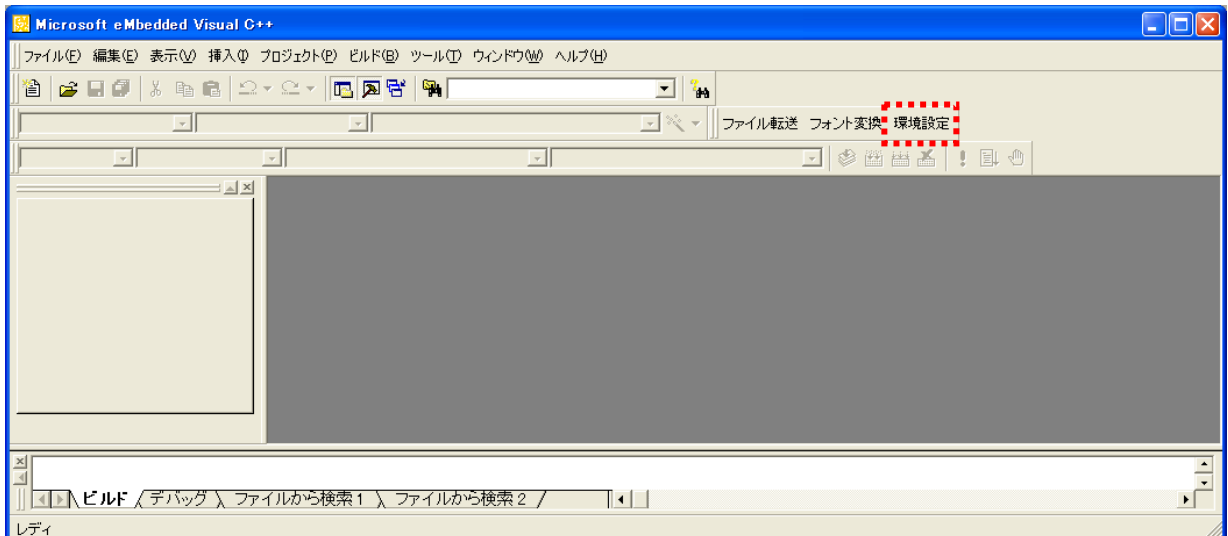 Microsoft eMbedded Visual C++
ファイル(F) 編集(E) 表示(V) 挿入(I) プロジェクト(P) ビルド(B) ツール(T) ウィンドウ(W) ヘルプ(H)
ファイル転送 フォント変換 環境設定
ビルド デバッグ ファイルから検索1 ファイルから検索2
レディ